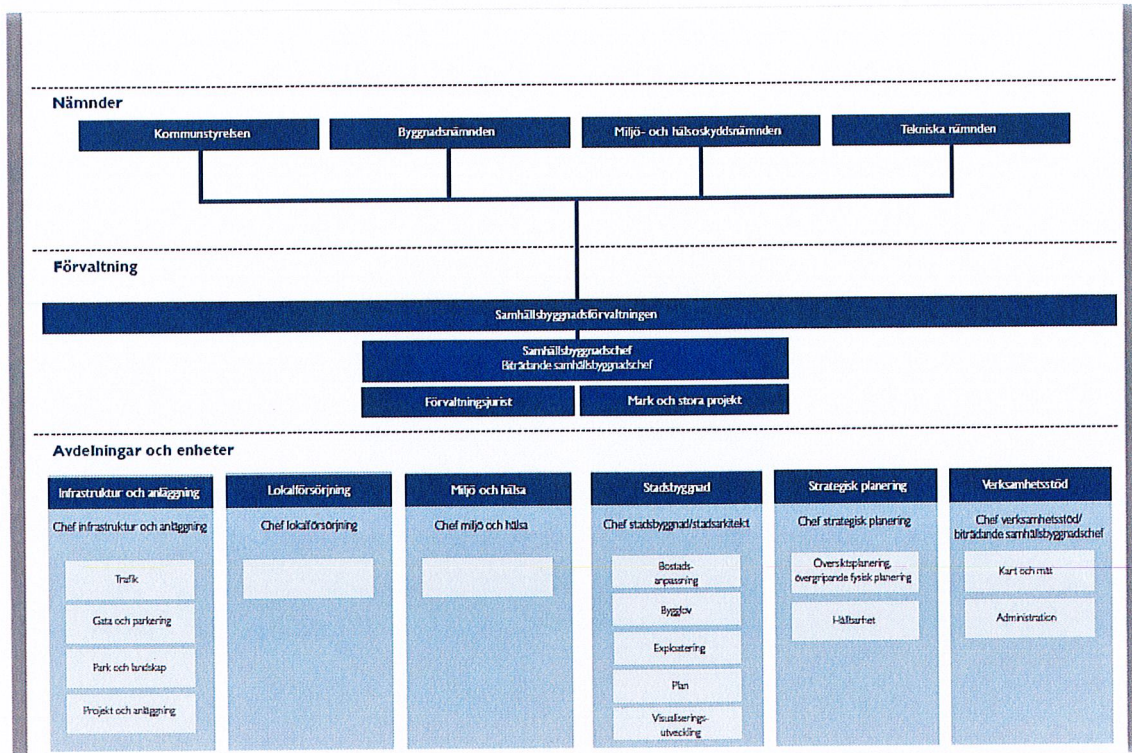 Nämnder
Kommunstyrelsen
Byggnadsnämnden
Miljö- och hälsoskyddsnämnden
Tekniska nämnden
Förvaltning
Samhällsbyggnadsförvaltningen
Samhällsbyggnadschef
Biträdande samhällsbyggnadschef
Förvaltningsjurist
Mark och stora projekt
Avdelningar och enheter
Infrastruktur och anläggning
Chef infrastruktur och anläggning
Trafik
Gata och parkering
Park och landskap
Projekt och anläggning
Lokalförsörjning
Chef lokalförsörjning
Miljö och hälsa
Chef miljö och hälsa
Stadsbyggnad
Chef stadsbyggnad/stadsarkitekt
Bostads-
anpassning
Bygglov
Exploatering
Plan
Visualiserings-
utveckling
Strategisk planering
Chef strategisk planering
Översiktsplanering,
övergripande fysisk planering
Hållbarhet
Verksamhetsstöd
Chef verksamhetsstöd/
biträdande samhällsbyggnadschef
Kart och mät
Administration